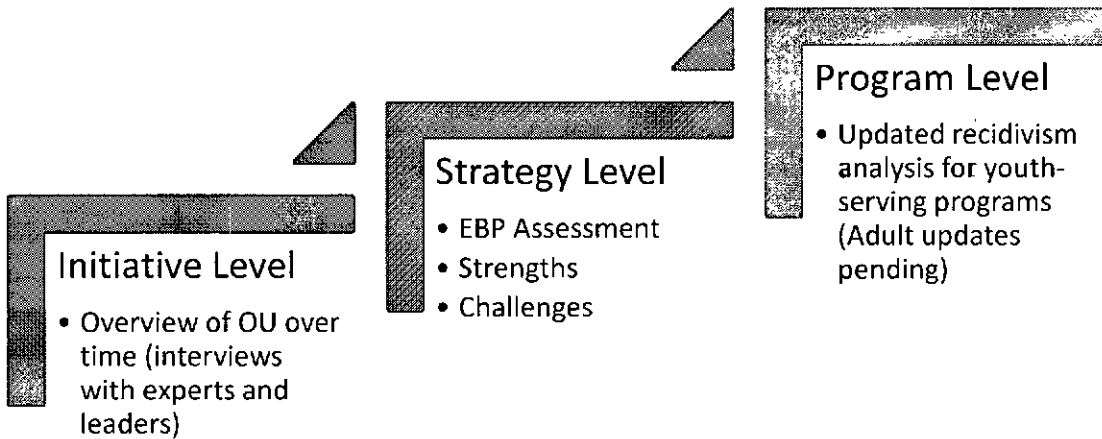 Initiative Level
• Overview of OU over
time (interviews
with experts and
leaders)
Strategy Level
• EBP Assessment
• Strengths
• Challenges
Program Level
• Updated recidivism
analysis for youth-
serving programs
(Adult updates
pending)